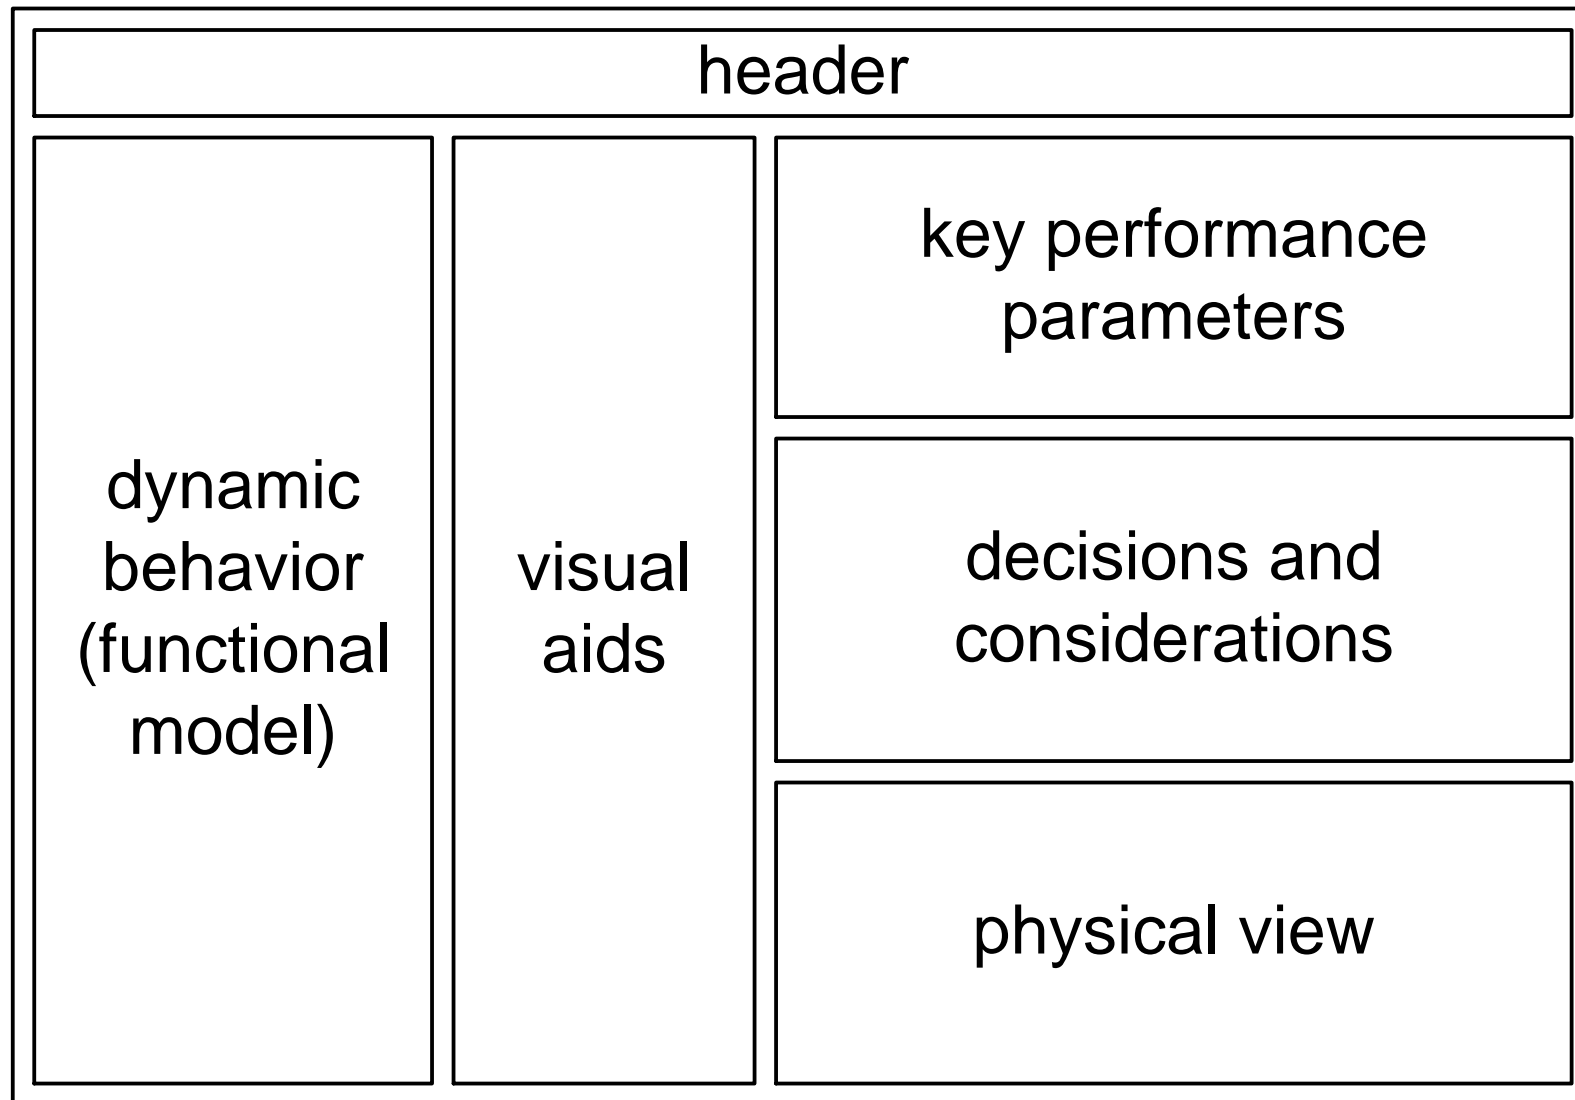 header
dynamic
behavior
(functional
model)
visual
aids
key performance
parameters
decisions and
considerations
physical view